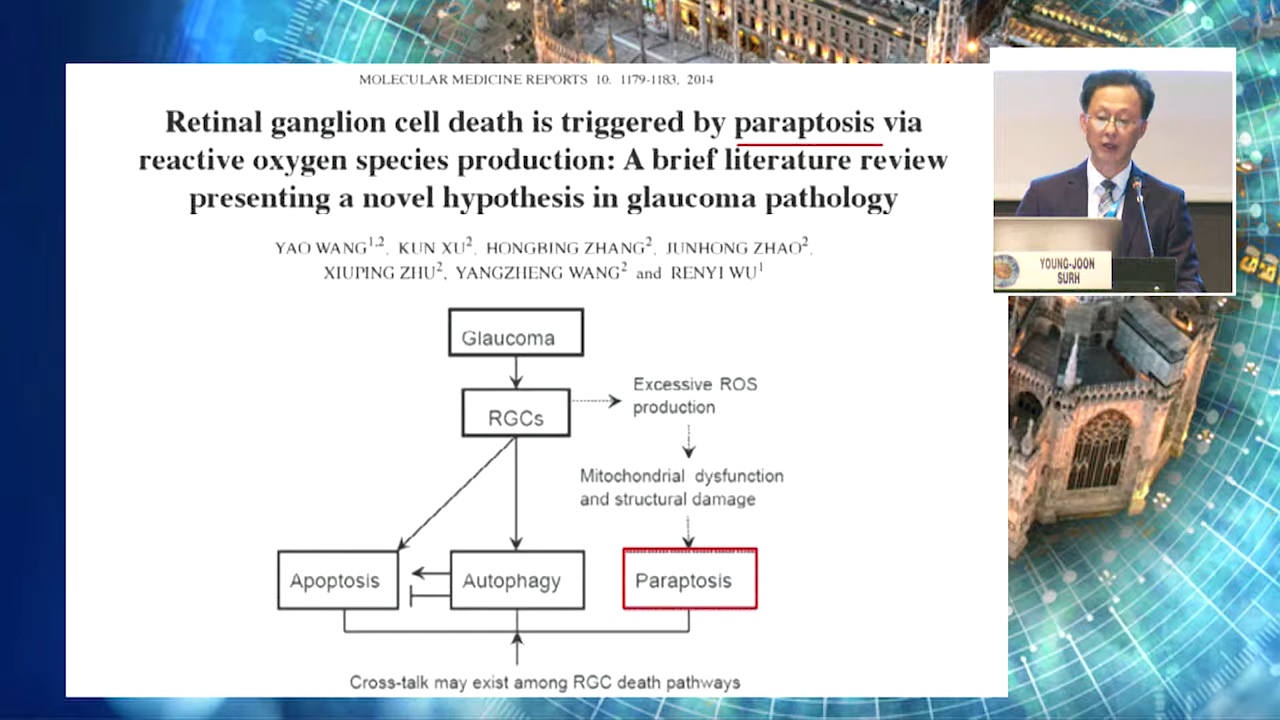 MOLECULAR MEDICINE REPORTS 10: 1179-1183, 2014
Retinal ganglion cell death is triggered by paraptosis via
reactive oxygen species production: A brief literature review
presenting a novel hypothesis in glaucoma pathology
YAO WANG1,2, KUN XU2, HONGBING ZHANG2, JUNHONG ZHAO2,
XIUPING ZHU2, YANGZHENG WANG2 and RENYI WU1
Glaucoma
RGCs
Excessive ROS
production
Mitochondrial dysfunction
and structural damage
Apoptosis
Autophagy
Paraptosis
Cross-talk may exist among RGC death pathways
YOUNG-JOON
SURH